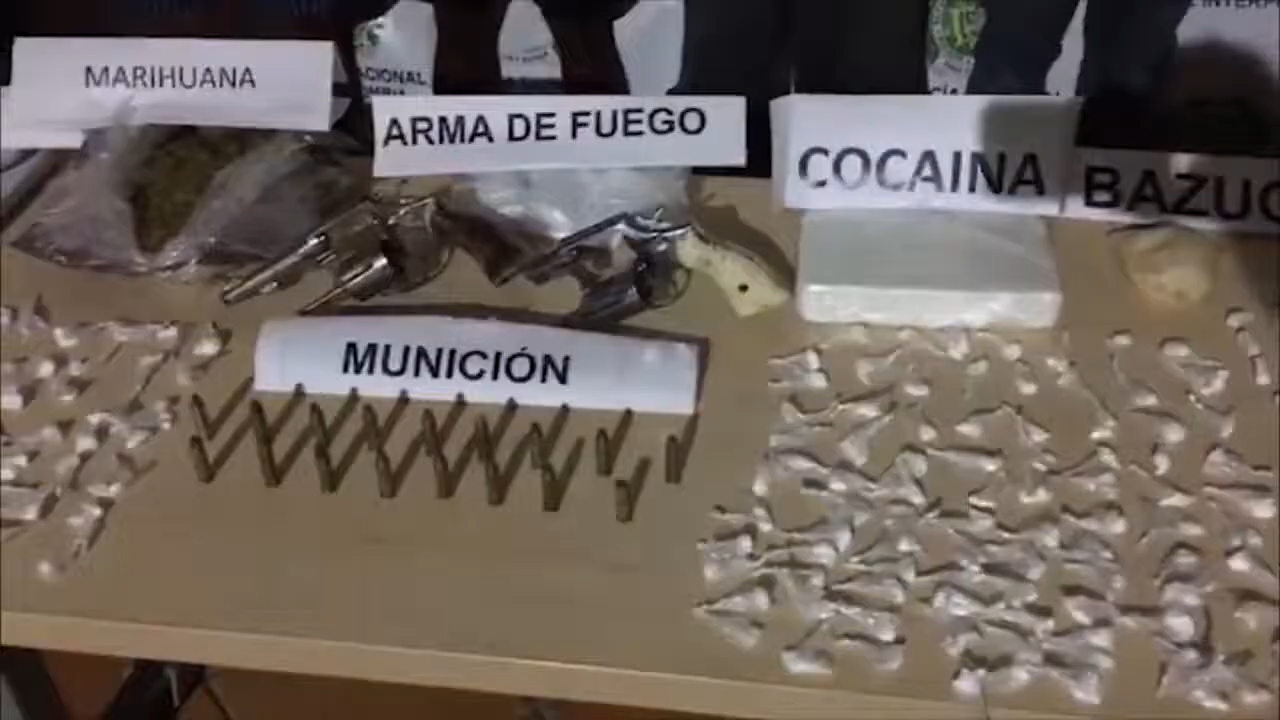 MARIHUANA
ARMA DE FUEGO
COCAINA
BAZUC
MUNICIÓN